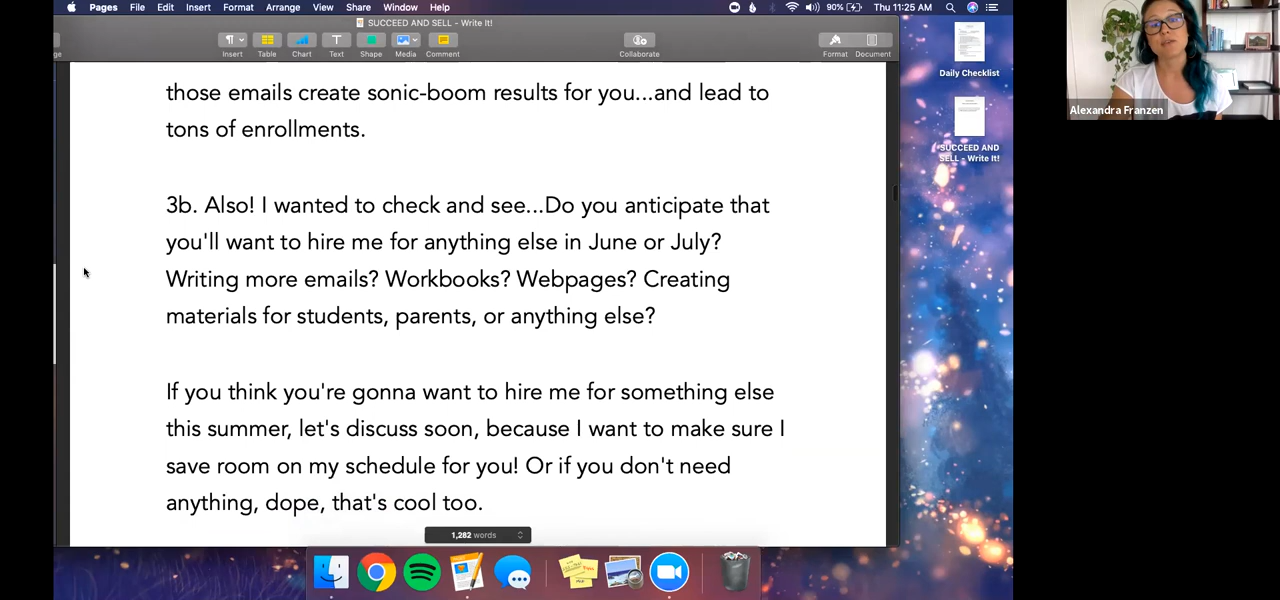 Pages File Edit Insert Format Arrange View Share Window Help 90% Thu 11:25 AM
SUCCEED AND SELL - Write It!
Insert Table Chart Text Shape Media Comment Collaborate Format Document
those emails create sonic-boom results for you...and lead to
tons of enrollments.
3b. Also! I wanted to check and see...Do you anticipate that
you'll want to hire me for anything else in June or July?
Writing more emails? Workbooks? Webpages? Creating
materials for students, parents, or anything else?
If you think you're gonna want to hire me for something else
this summer, let's discuss soon, because I want to make sure I
save room on my schedule for you! Or if you don't need
anything, dope, that's cool too.
1,282 words
Daily Checklist
SUCCEED AND
SELL - Write It!
Alexandra Franzen